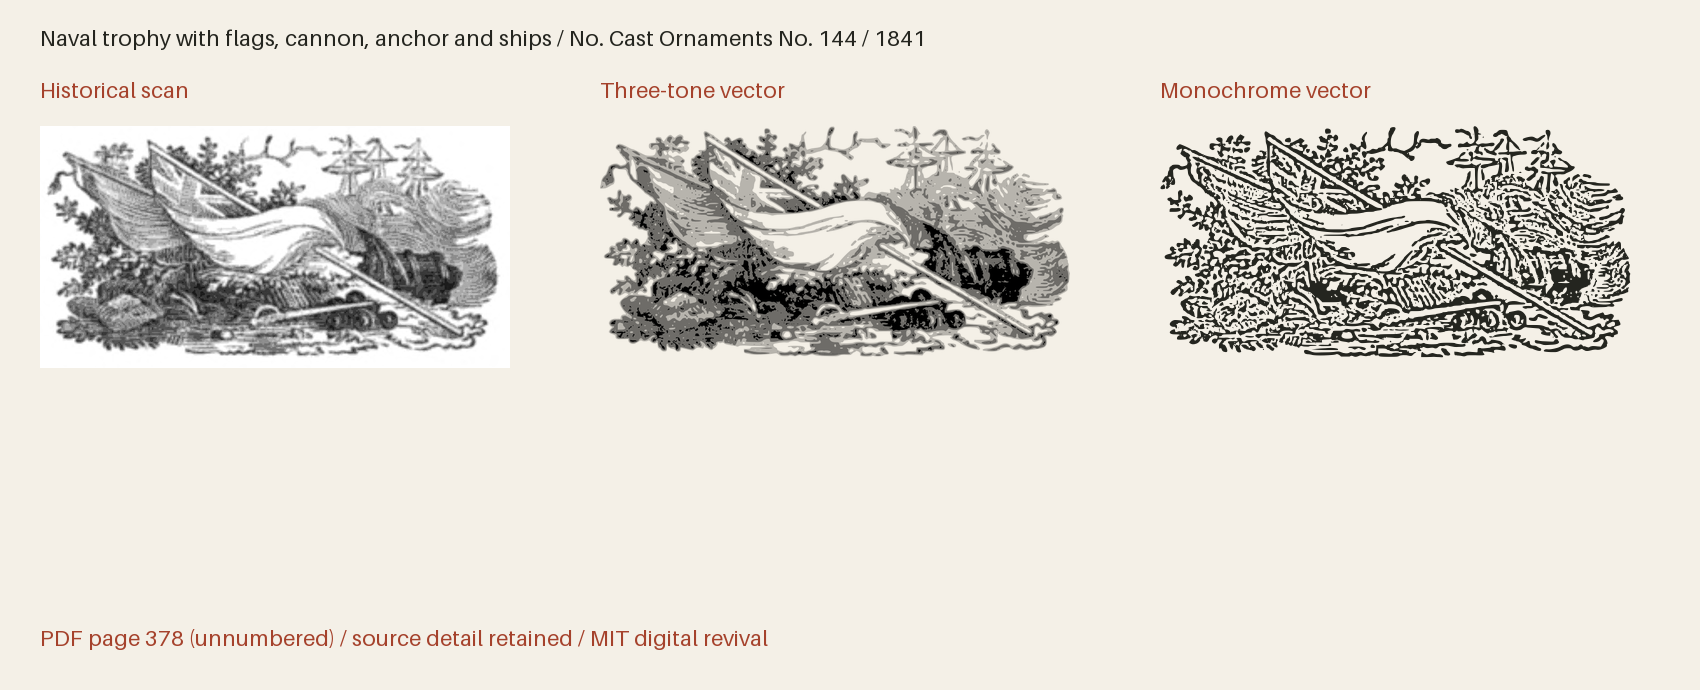 Naval trophy with flags, cannon, anchor and ships / No. Cast Ornaments No. 144 / 1841
Historical scan
Three-tone vector
Monochrome vector
PDF page 378 (unnumbered) / source detail retained / MIT digital revival